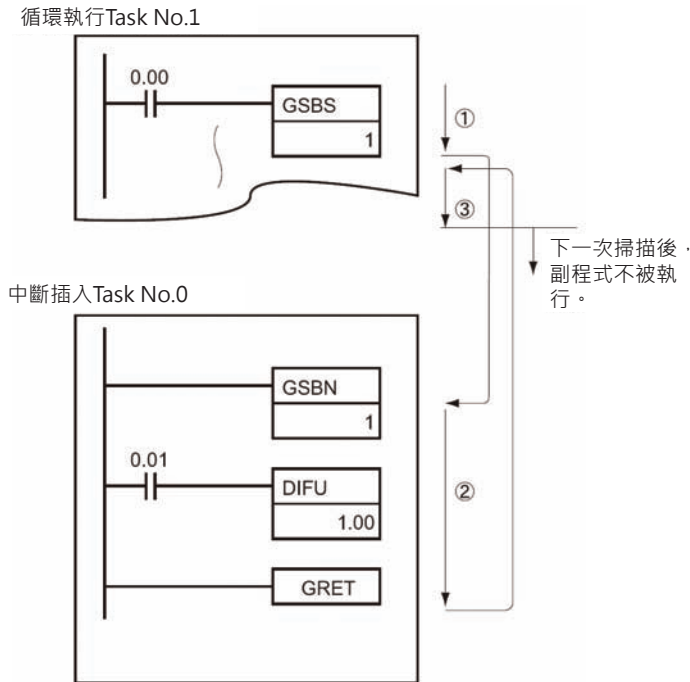 循環執行Task No.1
0.00
GSBS
1
①
③
下一次掃描後，
副程式不被執
行。
中斷插入Task No.0
GSBN
1
0.01
DIFU
1.00
②
GRET